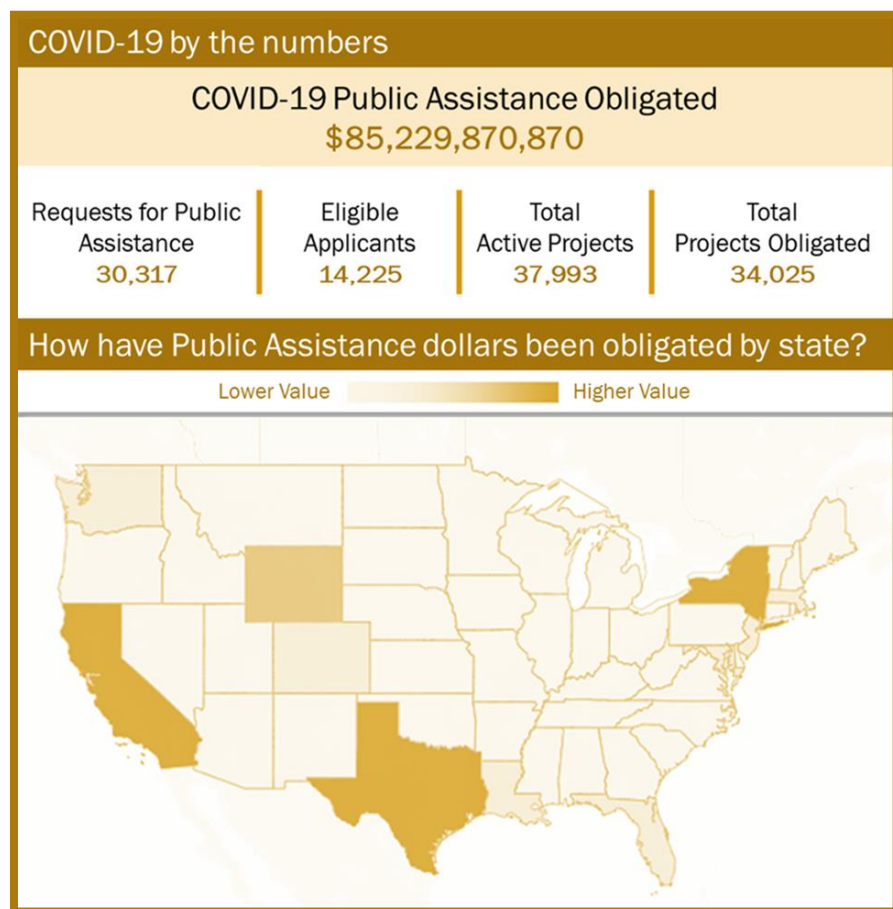 COVID-19 by the numbers
COVID-19 Public Assistance Obligated
$85,229,870,870
Requests for Public
Assistance
30,317
Eligible
Applicants
14,225
Total
Active Projects
37,993
Total
Projects Obligated
34,025
How have Public Assistance dollars been obligated by state?
Lower Value
Higher Value